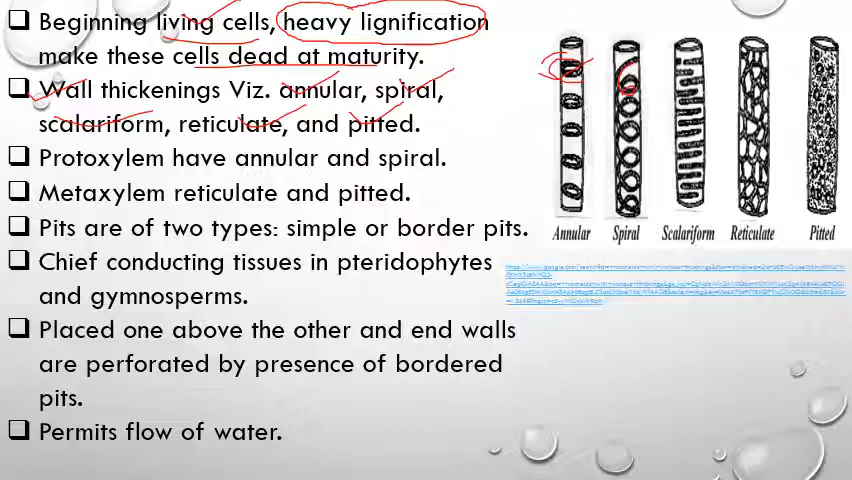 Beginning living cells, heavy lignification
make these cells dead at maturity.
Wall thickenings Viz. annular, spiral,
scalariform, reticulate, and pitted.
Protoxylem have annular and spiral.
Metaxylem reticulate and pitted.
Pits are of two types: simple or border pits.
Chief conducting tissues in pteridophytes
and gymnosperms.
Placed one above the other and end walls
are perforated by presence of bordered
pits.
Permits flow of water.
Annular Spiral Scalariform Reticulate Pitted